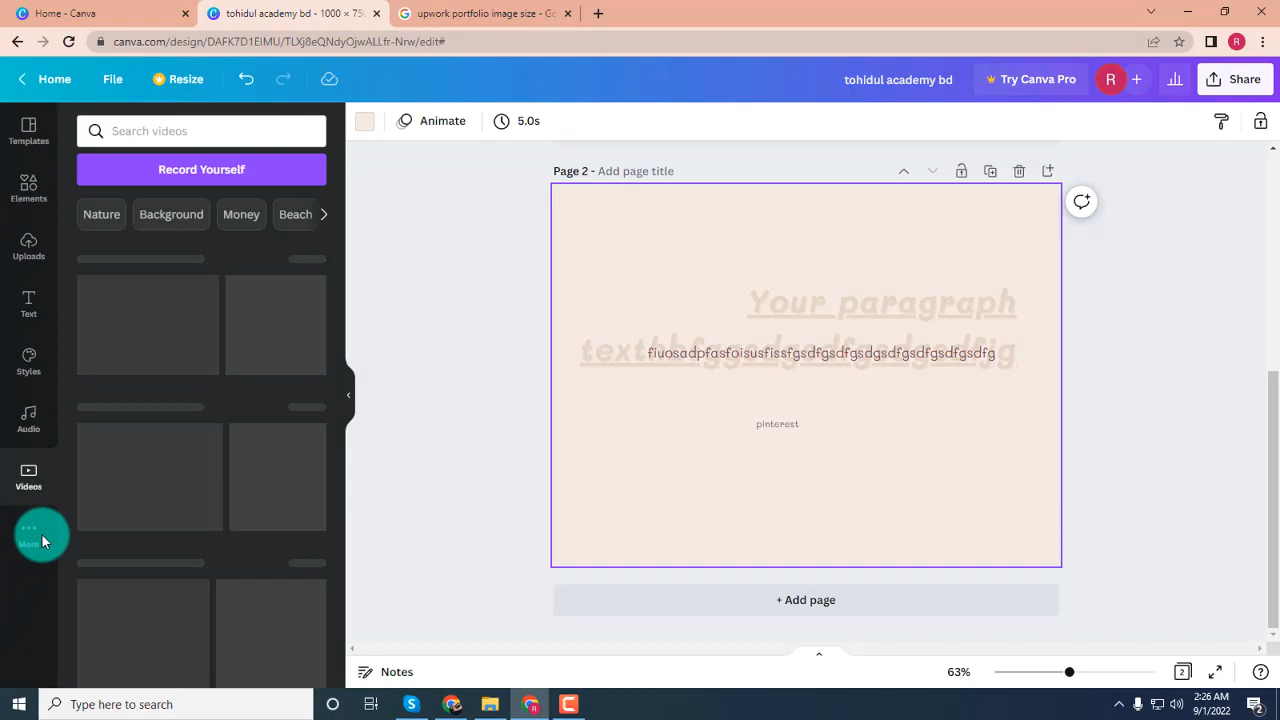 Home - Canva
tohidul academy bd - 1000 × 75
upwork portfolio image size - Go
canva.com/design/DAFK7D1EIMU/TLXj8eQNdyOjwALLfr-Nrw/edit#
Home
File
Resize
tohidul academy bd
Try Canva Pro
R
Share
Templates
Elements
Uploads
Text
Styles
Audio
Videos
More
Search videos
Record Yourself
Nature
Background
Money
Beach
Animate
5.0s
Page 2 - Add page title
Your paragraph
fiuosadpfasfoisusfissfgsdfgsdfgsdgsdfgsdfgsdfgsdfg
pinterest
+ Add page
Notes
63%
2
Type here to search
2:26 AM
9/1/2022
2